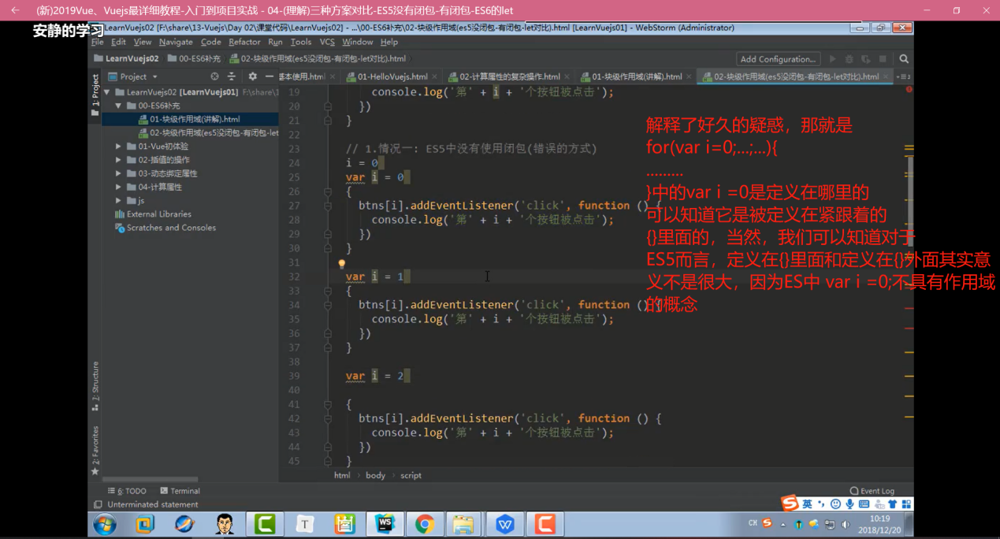 (新)2019Vue、Vuejs最详细教程-入门到项目实战 - 04-(理解)三种方案对比-ES5没有闭包-有闭包-ES6的let
安静的学习
LearnVuejs02 [F:\share\13-Vuejs\Day 02\课堂代码\LearnVuejs02] - ...\00-ES6补充\02-块级作用域(es5没闭包-有闭包-let对比).html [LearnVuejs01] - WebStorm (Administrator)
File Edit View Navigate Code Refactor Run Tools VCS Window Help
LearnVuejs02 00-ES6补充 02-块级作用域(es5没闭包-有闭包-let对比).html Add Configuration...
Project 基本使用.html 01-HelloVuejs.html 02-计算属性的复杂操作.html 01-块级作用域(讲解).html 02-块级作用域(es5没闭包-有闭包-let对比).html
1: Project
LearnVuejs02 [LearnVuejs01] F:\share\1
00-ES6补充
01-块级作用域(讲解).html
02-块级作用域(es5没闭包-有闭包-let
01-Vue初体验
02-插值的操作
03-动态绑定属性
04-计算属性
js
External Libraries
Scratches and Consoles
7: Structure
2: Favorites
19 console.log('第' + i + '个按钮被点击');
20 })
21 }
22
23 // 1.情况一: ES5中没有使用闭包(错误的方式)
24 i = 0
25 var i = 0
26 {
27 btns[i].addEventListener('click', function () {
28 console.log('第' + i + '个按钮被点击');
29 })
30 }
31
32 var i = 1
33 {
34 btns[i].addEventListener('click', function () {
35 console.log('第' + i + '个按钮被点击');
36 })
37 }
38
39 var i = 2
40
41 {
42 btns[i].addEventListener('click', function () {
43 console.log('第' + i + '个按钮被点击');
44 })
45 }
解释了好久的疑惑，那就是
for(var i=0;...;...){
.........
}中的var i =0是定义在哪里的
可以知道它是被定义在紧跟着的
{}里面的，当然，我们可以知道对于
ES5而言，定义在{}里面和定义在{}外面其实意
义不是很大，因为ES中 var i =0;不具有作用域
的概念
html body script
6: TODO Terminal Event Log
Unterminated statement
英
CH
10:19
2018/12/20